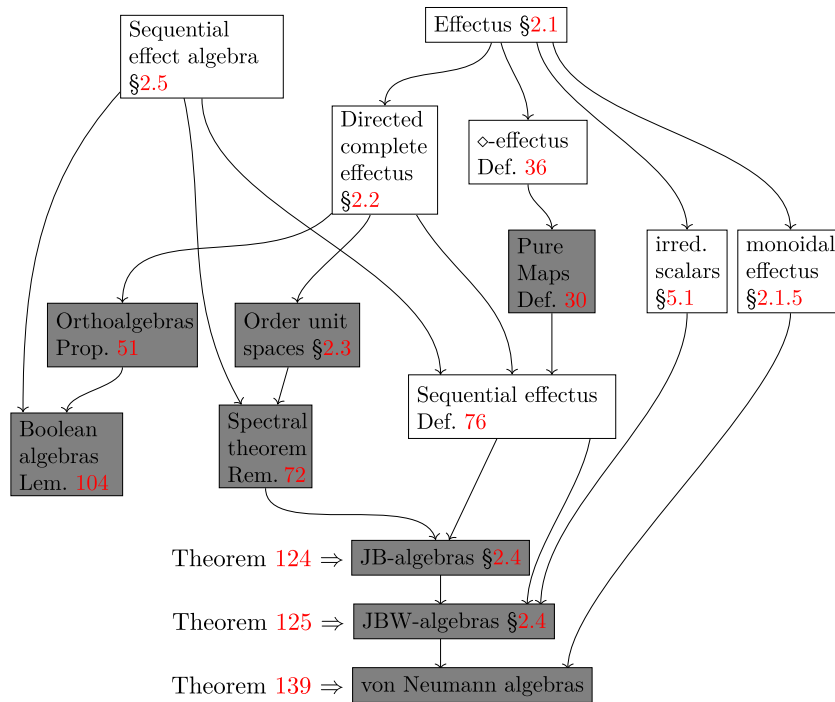 Sequential
effect algebra
§2.5
Effectus §2.1
Directed
complete
effectus
§2.2
⋄-effectus
Def. 36
Pure
Maps
Def. 30
irred.
scalars
§5.1
monoidal
effectus
§2.1.5
Orthoalgebras
Prop. 51
Order unit
spaces §2.3
Sequential effectus
Def. 76
Boolean
algebras
Lem. 104
Spectral
theorem
Rem. 72
Theorem 124 ⇒ JB-algebras §2.4
Theorem 125 ⇒ JBW-algebras §2.4
Theorem 139 ⇒ von Neumann algebras